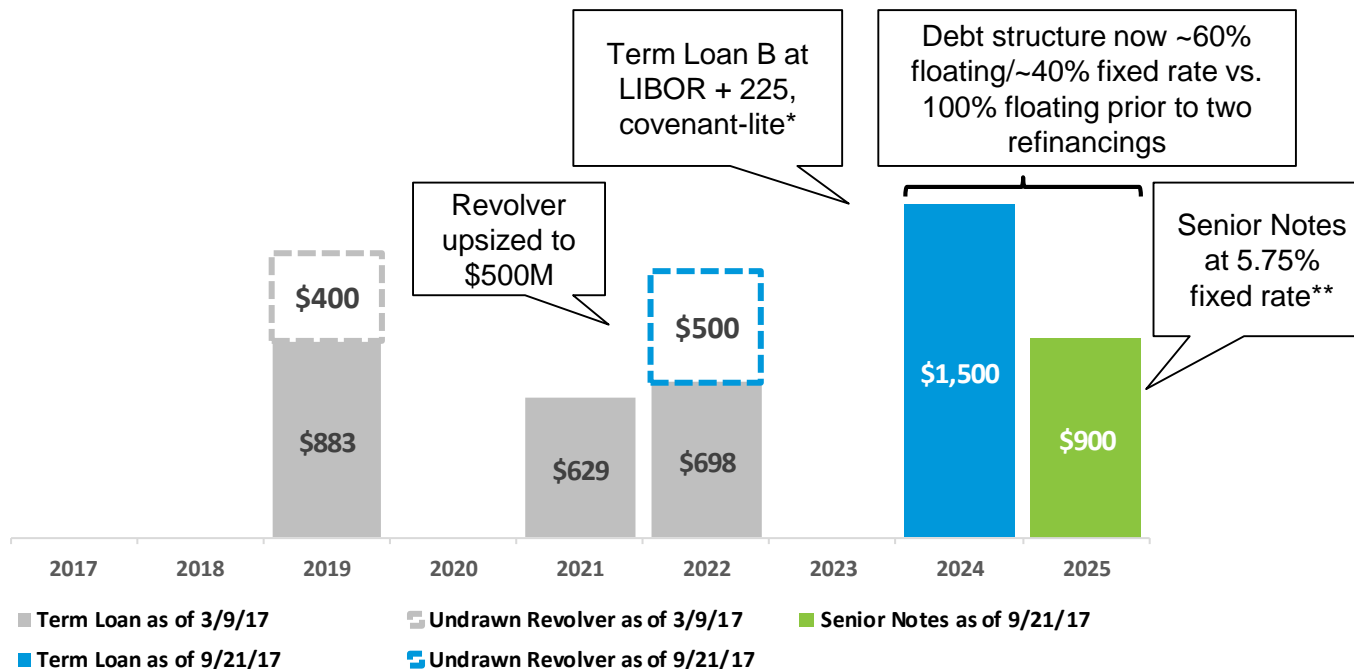 Term Loan B at
LIBOR + 225,
covenant-lite*
Debt structure now ~60%
floating/~40% fixed rate vs.
100% floating prior to two
refinancings
Revolver
upsized to
$500M
Senior Notes
at 5.75%
fixed rate**
$400
$500
$1,500
$883
$629
$698
$900
2017 2018 2019 2020 2021 2022 2023 2024 2025
Term Loan as of 3/9/17 Undrawn Revolver as of 3/9/17 Senior Notes as of 9/21/17
Term Loan as of 9/21/17 Undrawn Revolver as of 9/21/17